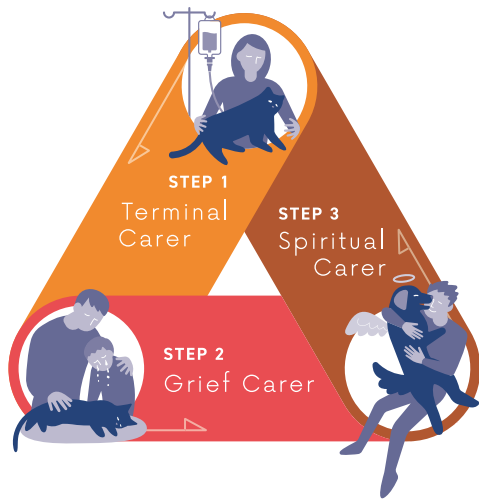 STEP 1
Terminal
Carer
STEP 3
Spiritual
Carer
STEP 2
Grief Carer